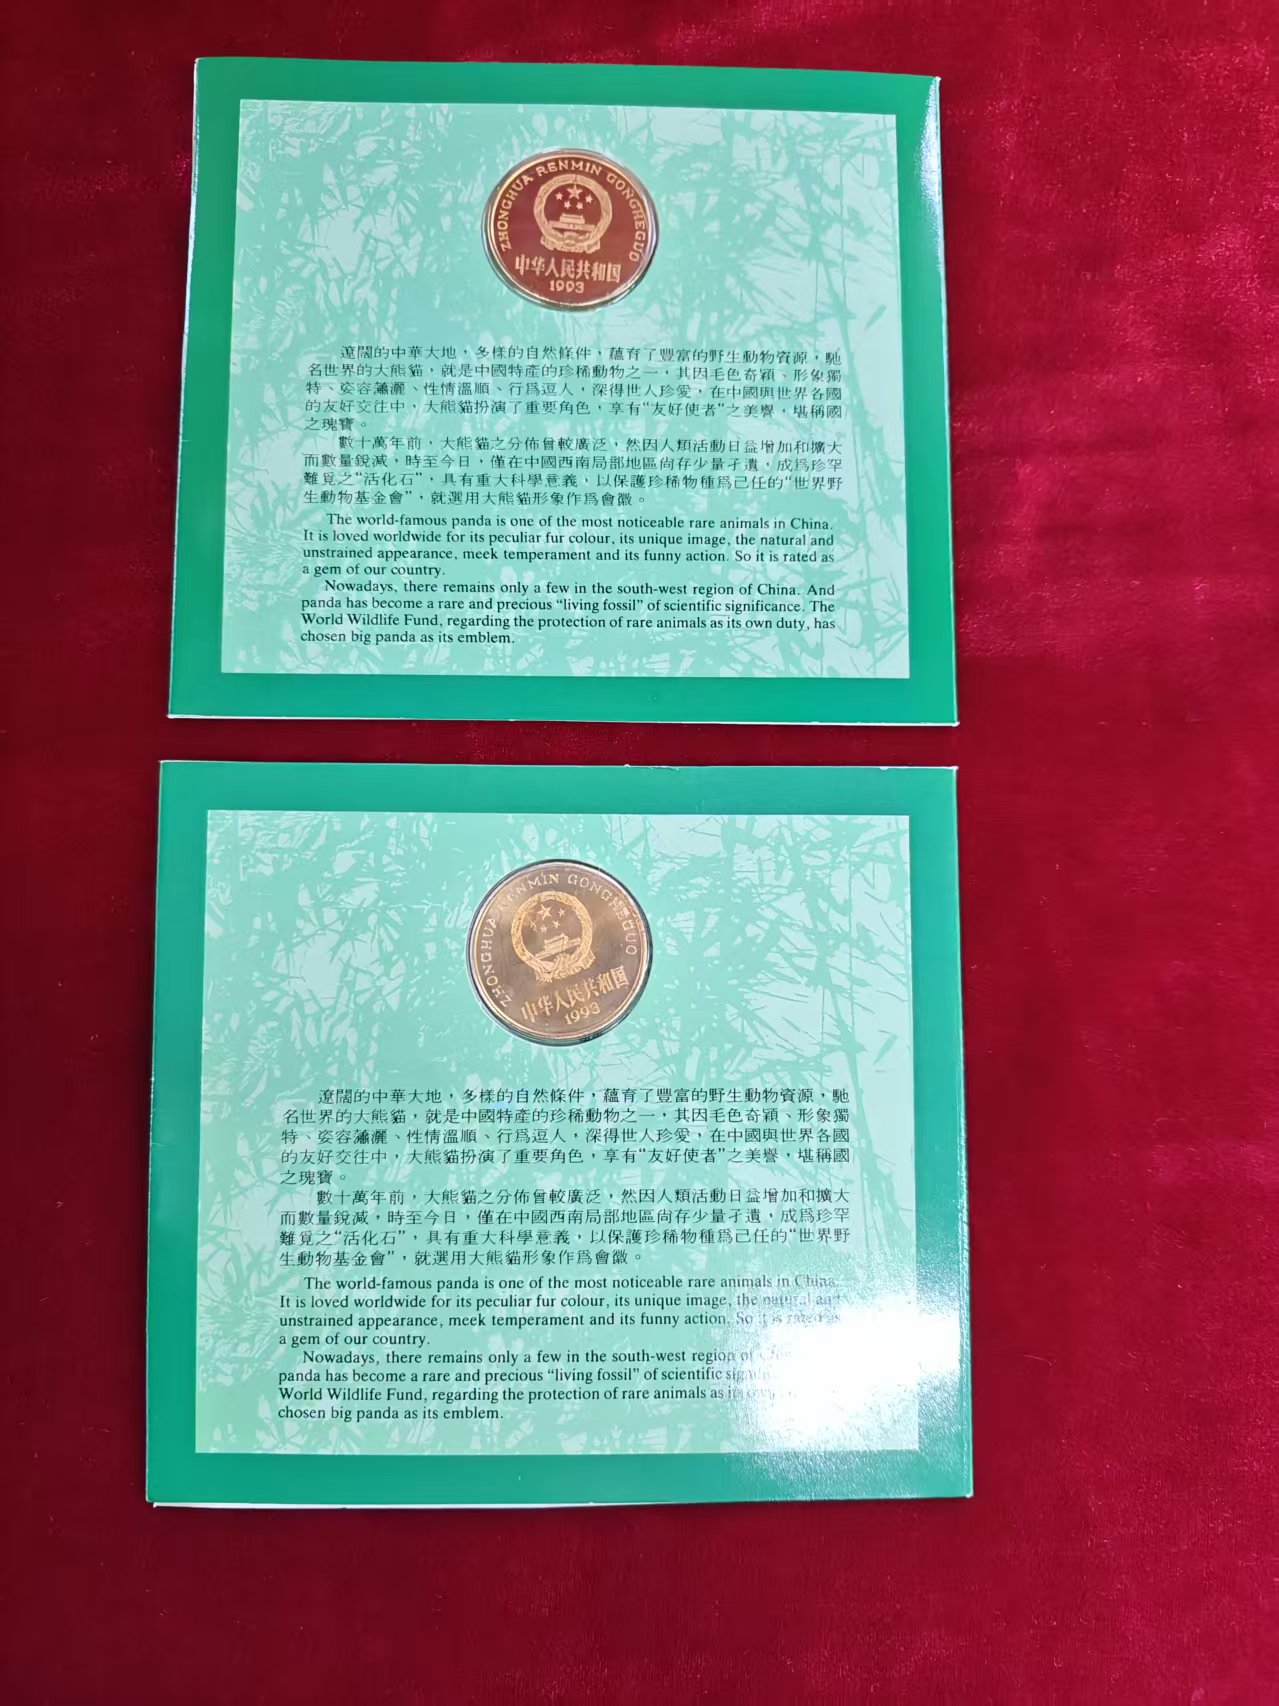 ZHONGHUA RENMIN GONGHEGUO
中华人民共和国
1993
遼闊的中華大地，多樣的自然條件，蘊育了豐富的野生動物資源，馳
名世界的大熊貓，就是中國特產的珍稀動物之一，其因毛色奇穎、形象獨
特、姿容瀟灑、性情溫順、行爲逗人，深得世人珍愛，在中國與世界各國
的友好交往中，大熊貓扮演了重要角色，享有“友好使者”之美譽，堪稱國
之瑰寶。
數十萬年前，大熊貓之分佈曾較廣泛，然因人類活動日益增加和擴大
而數量銳減，時至今日，僅在中國西南局部地區尚存少量孑遺，成爲珍罕
難覓之“活化石”，具有重大科學意義，以保護珍稀物種爲己任的“世界野
生動物基金會”，就選用大熊貓形象作爲會徽。
The world-famous panda is one of the most noticeable rare animals in China.
It is loved worldwide for its peculiar fur colour, its unique image, the natural and
unstrained appearance, meek temperament and its funny action. So it is rated as
a gem of our country.
Nowadays, there remains only a few in the south-west region of China. And
panda has become a rare and precious “living fossil” of scientific significance. The
World Wildlife Fund, regarding the protection of rare animals as its own duty, has
chosen big panda as its emblem.
ZHONGHUA RENMIN GONGHEGUO
中华人民共和国
1993
遼闊的中華大地，多樣的自然條件，蘊育了豐富的野生動物資源，馳
名世界的大熊貓，就是中國特產的珍稀動物之一，其因毛色奇穎、形象獨
特、姿容瀟灑、性情溫順、行爲逗人，深得世人珍愛，在中國與世界各國
的友好交往中，大熊貓扮演了重要角色，享有“友好使者”之美譽，堪稱國
之瑰寶。
數十萬年前，大熊貓之分佈曾較廣泛，然因人類活動日益增加和擴大
而數量銳減，時至今日，僅在中國西南局部地區尚存少量孑遺，成爲珍罕
難覓之“活化石”，具有重大科學意義，以保護珍稀物種爲己任的“世界野
生動物基金會”，就選用大熊貓形象作爲會徽。
The world-famous panda is one of the most noticeable rare animals in China.
It is loved worldwide for its peculiar fur colour, its unique image, the natural and
unstrained appearance, meek temperament and its funny action. So it is rated as
a gem of our country.
Nowadays, there remains only a few in the south-west region of
panda has become a rare and precious “living fossil” of scientific
World Wildlife Fund, regarding the protection of rare animals as its own
chosen big panda as its emblem.